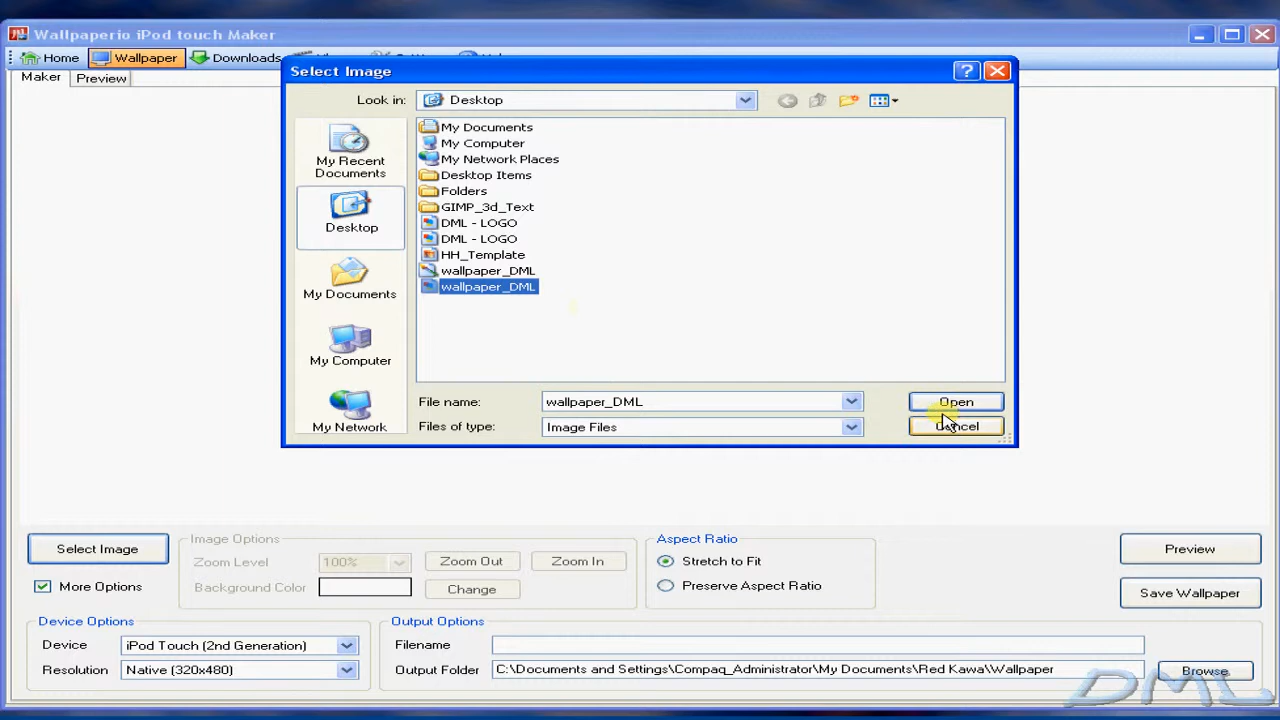 Wallpaperio iPod touch Maker
Home Wallpaper Downloads
Maker Preview
Select Image
Look in: Desktop
My Recent Documents
Desktop
My Documents
My Computer
My Network
My Documents
My Computer
My Network Places
Desktop Items
Folders
GIMP_3d_Text
DML - LOGO
DML - LOGO
HH_Template
wallpaper_DML
wallpaper_DML
File name: wallpaper_DML Open
Files of type: Image Files Cancel
Select Image
More Options
Image Options
Zoom Level 100% Zoom Out Zoom In
Background Color Change
Aspect Ratio
Stretch to Fit
Preserve Aspect Ratio
Preview
Save Wallpaper
Device Options
Device iPod Touch (2nd Generation)
Resolution Native (320x480)
Output Options
Filename
Output Folder C:\Documents and Settings\Compaq_Administrator\My Documents\Red Kawa\Wallpaper Browse
DML